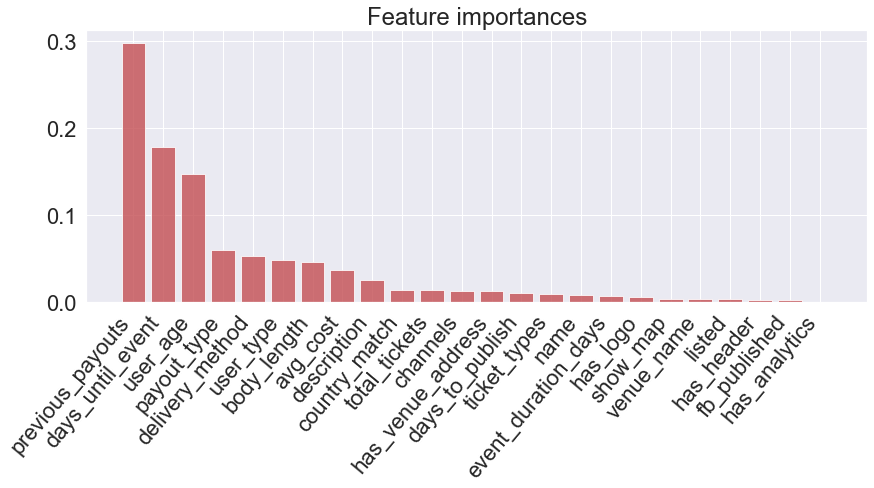 Feature importances
0.3
0.2
0.1
0.0
previous_payouts
days_until_event
user_age
payout_type
delivery_method
user_type
body_length
avg_cost
description
country_match
total_tickets
channels
has_venue_address
days_to_publish
ticket_types
name
event_duration_days
has_logo
show_map
venue_name
listed
has_header
fb_published
has_analytics